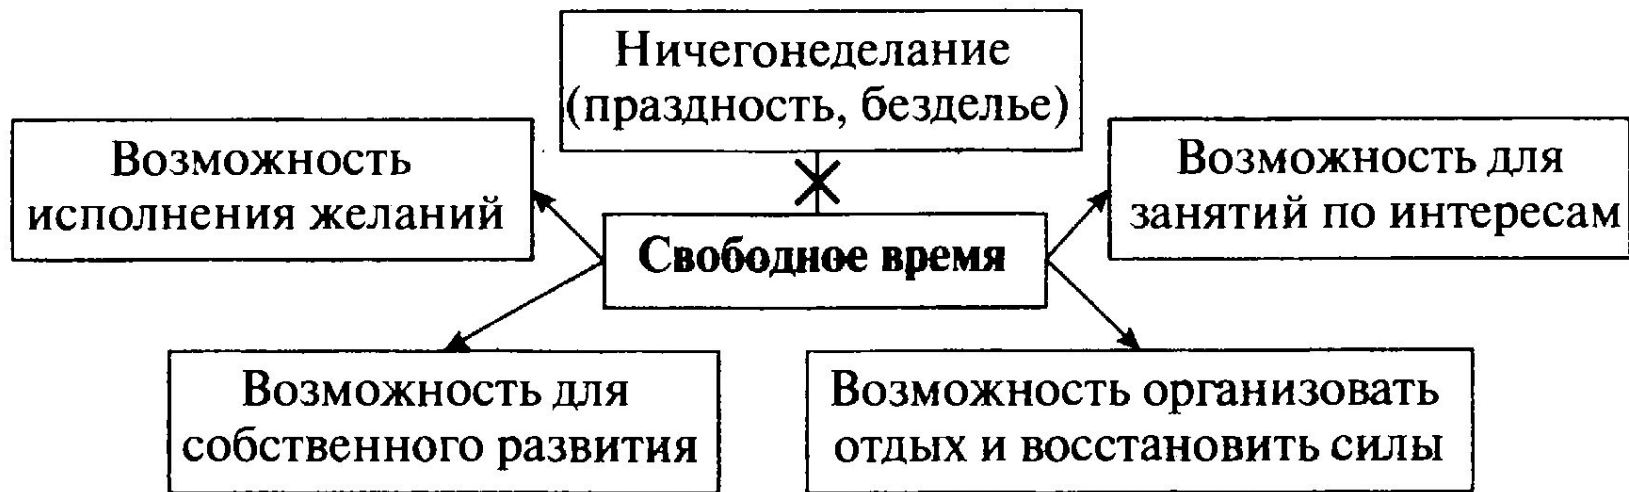 Ничегонеделание
(праздность, безделье)
Возможность
исполнения желаний
Возможность для
занятий по интересам
Свободное время
Возможность для
собственного развития
Возможность организовать
отдых и восстановить силы